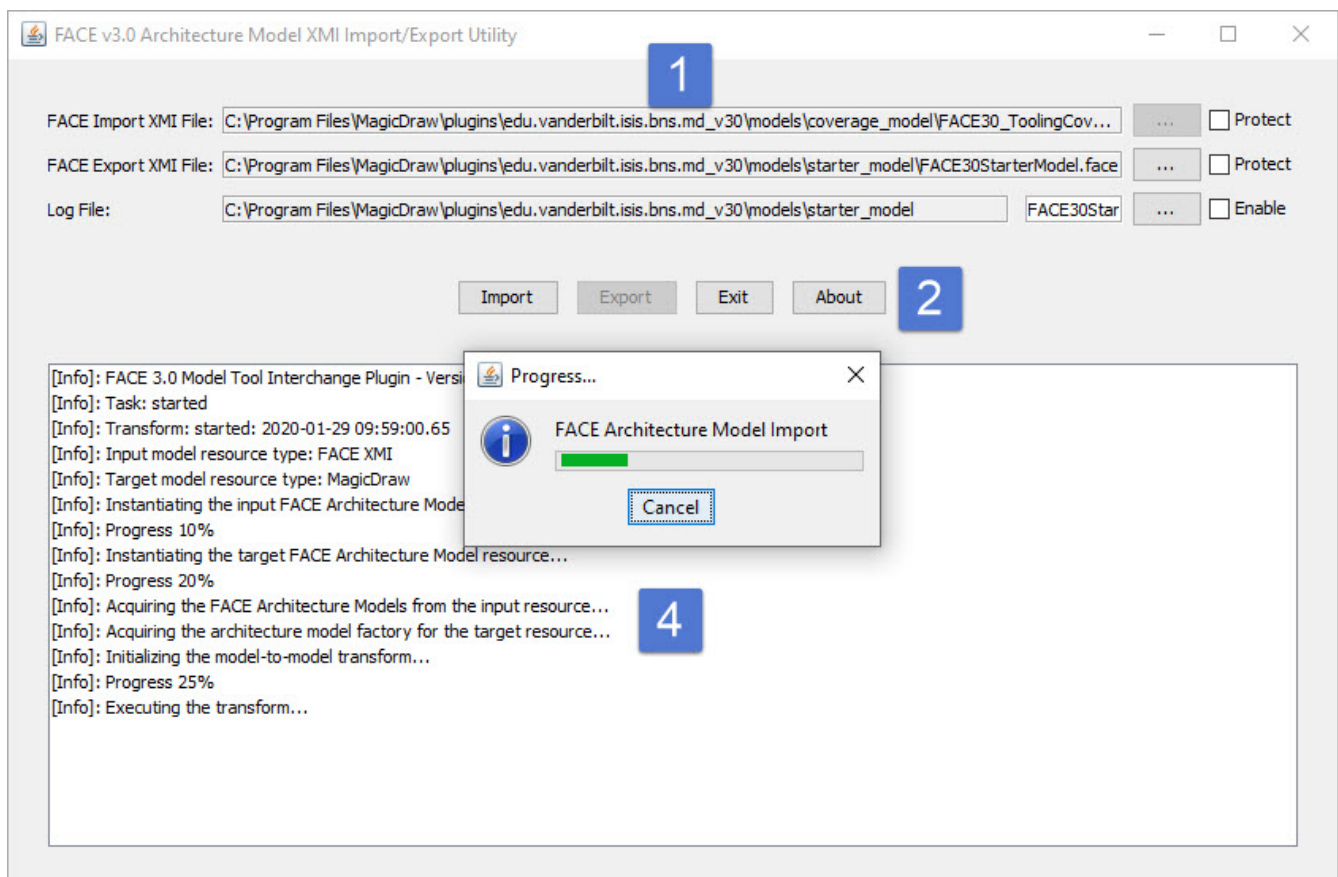 FACE v3.0 Architecture Model XMI Import/Export Utility
1
FACE Import XMI File: C:\Program Files\MagicDraw\plugins\edu.vanderbilt.isis.bns.md_v30\models\coverage_model\FACE30_ToolingCov... ... Protect
FACE Export XMI File: C:\Program Files\MagicDraw\plugins\edu.vanderbilt.isis.bns.md_v30\models\starter_model\FACE30StarterModel.face ... Protect
Log File: C:\Program Files\MagicDraw\plugins\edu.vanderbilt.isis.bns.md_v30\models\starter_model FACE30Star ... Enable
Import Export Exit About 2
[Info]: FACE 3.0 Model Tool Interchange Plugin - Versi
[Info]: Task: started
[Info]: Transform: started: 2020-01-29 09:59:00.65
[Info]: Input model resource type: FACE XMI
[Info]: Target model resource type: MagicDraw
[Info]: Instantiating the input FACE Architecture Mode
[Info]: Progress 10%
[Info]: Instantiating the target FACE Architecture Model resource...
[Info]: Progress 20%
[Info]: Acquiring the FACE Architecture Models from the input resource...
[Info]: Acquiring the architecture model factory for the target resource...
[Info]: Initializing the model-to-model transform...
[Info]: Progress 25%
[Info]: Executing the transform...
Progress...
FACE Architecture Model Import
Cancel
4